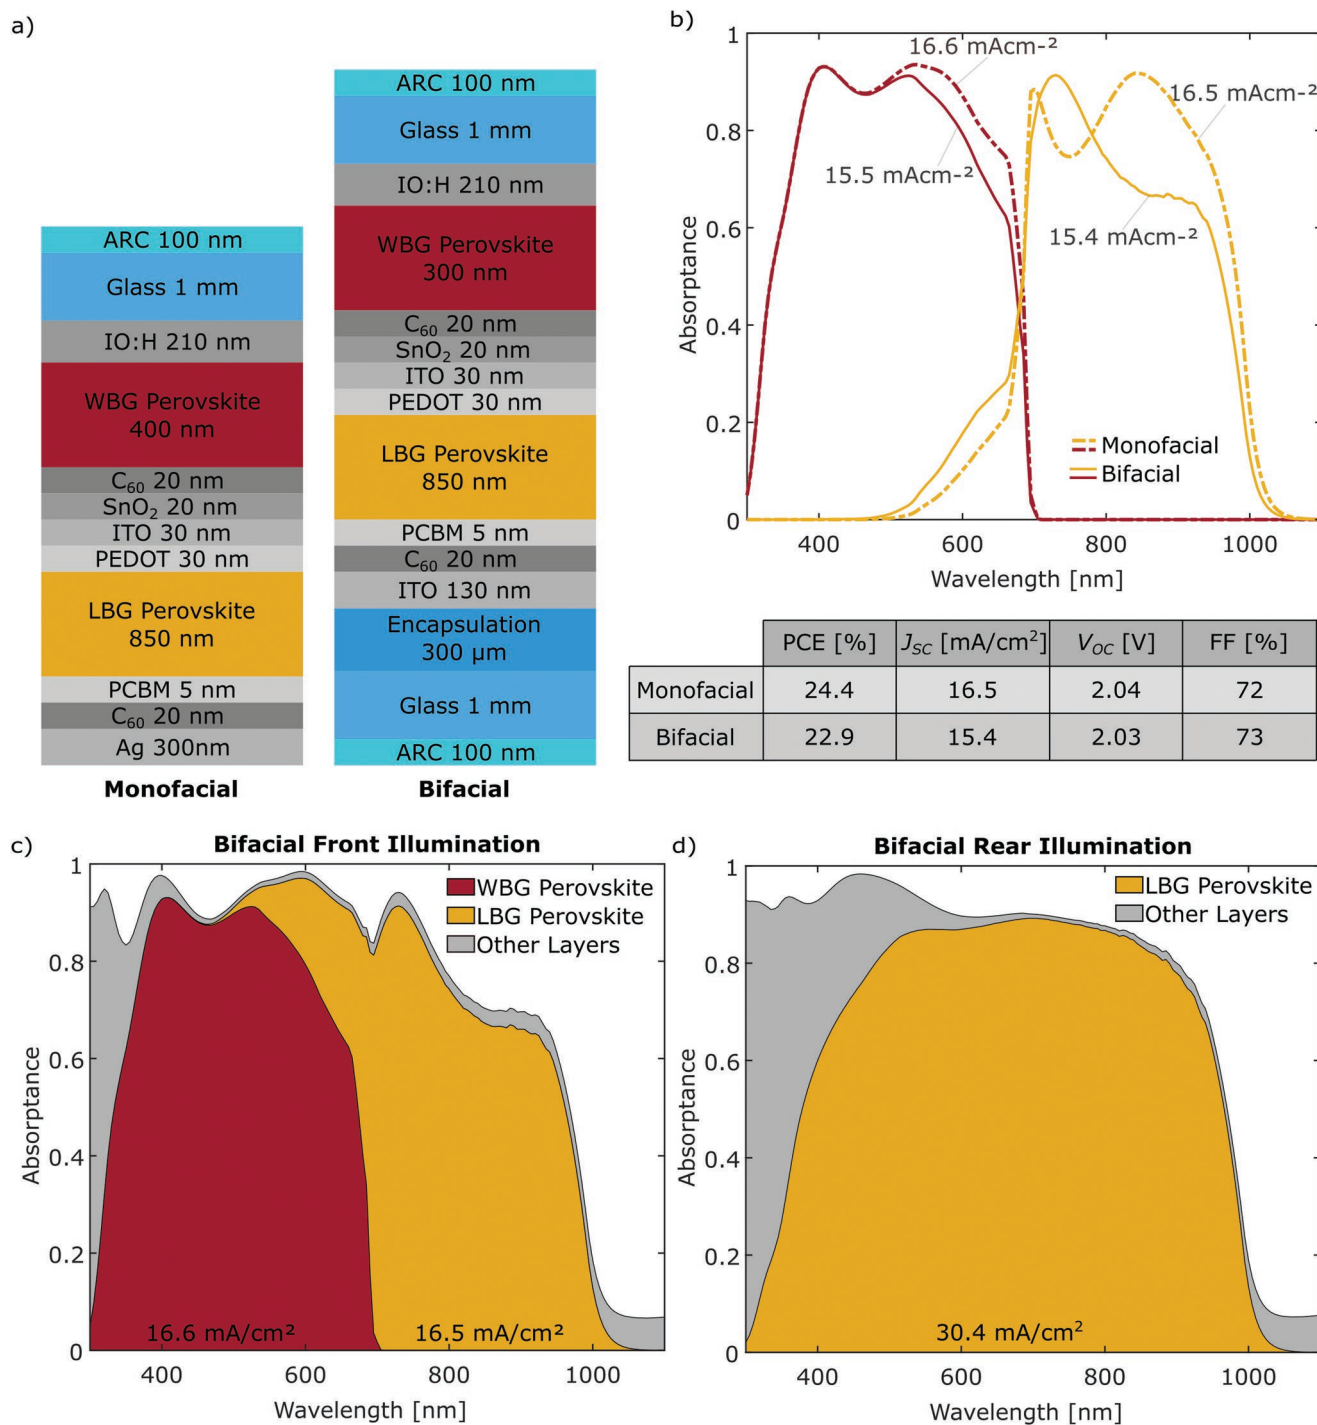 a)
ARC 100 nm
Glass 1 mm
IO:H 210 nm
WBG Perovskite
400 nm
C₆₀ 20 nm
SnO₂ 20 nm
ITO 30 nm
PEDOT 30 nm
LBG Perovskite
850 nm
PCBM 5 nm
C₆₀ 20 nm
Ag 300nm
Monofacial
ARC 100 nm
Glass 1 mm
IO:H 210 nm
WBG Perovskite
300 nm
C₆₀ 20 nm
SnO₂ 20 nm
ITO 30 nm
PEDOT 30 nm
LBG Perovskite
850 nm
PCBM 5 nm
C₆₀ 20 nm
ITO 130 nm
Encapsulation
300 µm
Glass 1 mm
ARC 100 nm
Bifacial
b)
1
0.8
0.6
0.4
0.2
0
Absorptance
16.6 mAcm-²
16.5 mAcm-²
15.5 mAcm-²
15.4 mAcm-²
Monofacial
Bifacial
400 600 800 1000
Wavelength [nm]
PCE [%] J_SC [mA/cm²] V_OC [V] FF [%]
Monofacial 24.4 16.5 2.04 72
Bifacial 22.9 15.4 2.03 73
c)
Bifacial Front Illumination
1
0.8
0.6
0.4
0.2
0
Absorptance
WBG Perovskite
LBG Perovskite
Other Layers
16.6 mA/cm² 16.5 mA/cm²
400 600 800 1000
Wavelength [nm]
d)
Bifacial Rear Illumination
1
0.8
0.6
0.4
0.2
0
Absorptance
LBG Perovskite
Other Layers
30.4 mA/cm²
400 600 800 1000
Wavelength [nm]